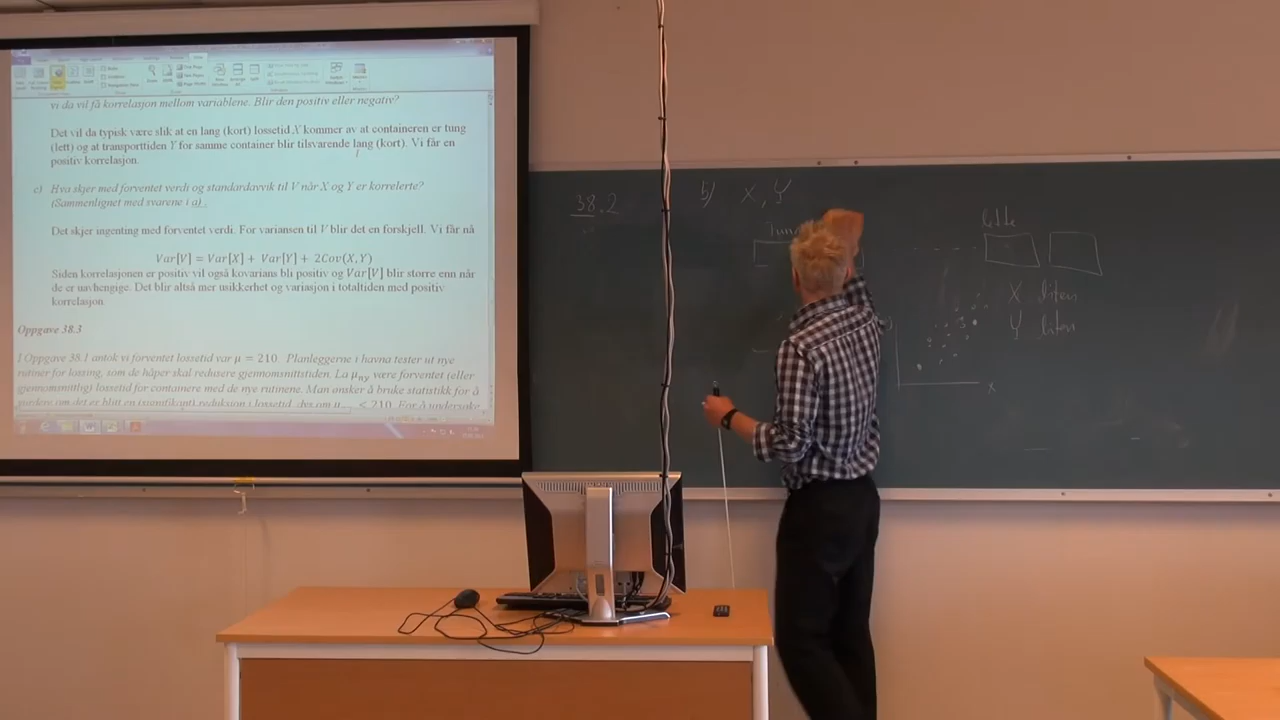 vi da vil få korrelasjon mellom variablene. Blir den positiv eller negativ?
Det vil da typisk være slik at en lang (kort) lossetid X kommer av at containeren er tung
(lett) og at transporttiden Y for samme container blir tilsvarende lang (kort). Vi får en
positiv korrelasjon.
c) Hva skjer med forventet verdi og standardavvik til V når X og Y er korrelerte?
(Sammenlignet med svarene i a) .
Det skjer ingenting med forventet verdi. For variansen til V blir det en forskjell. Vi får nå
Var[V] = Var[X] + Var[Y] + 2Cov(X,Y)
Siden korrelasjonen er positiv vil også kovarians bli positiv og Var[V] blir større enn når
de er uavhengige. Det blir altså mer usikkerhet og variasjon i totaltiden med positiv
korrelasjon.
Oppgave 38.3
I Oppgave 38.1 antok vi forventet lossetid var μ = 210. Planleggerne i havna tester ut nye
rutiner for lossing, som de håper skal redusere gjennomsnittstiden. La μny være forventet (eller
gjennomsnittlig) lossetid for containere med de nye rutinene. Man ønsker å bruke statistikk for å
< 210. For å undersøke
38.2
X, Y
lette
X liten
Y liten
X